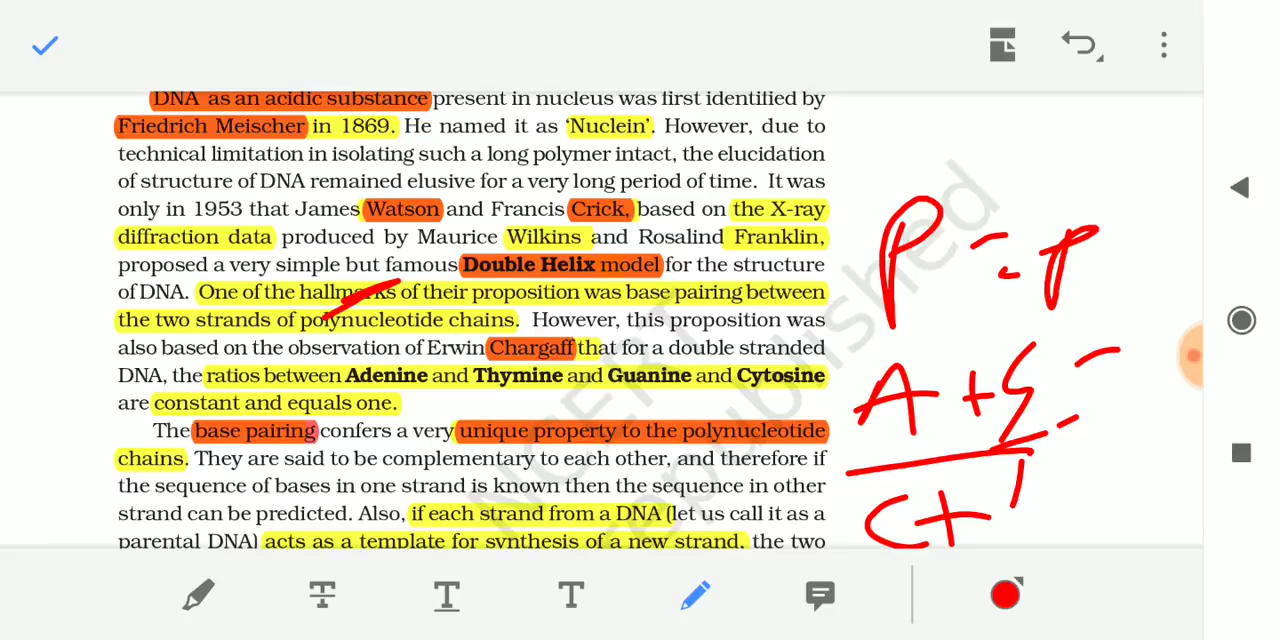 DNA as an acidic substance present in nucleus was first identified by
Friedrich Meischer in 1869. He named it as ‘Nuclein’. However, due to
technical limitation in isolating such a long polymer intact, the elucidation
of structure of DNA remained elusive for a very long period of time. It was
only in 1953 that James Watson and Francis Crick, based on the X-ray
diffraction data produced by Maurice Wilkins and Rosalind Franklin,
proposed a very simple but famous Double Helix model for the structure
of DNA. One of the hallmarks of their proposition was base pairing between
the two strands of polynucleotide chains. However, this proposition was
also based on the observation of Erwin Chargaff that for a double stranded
DNA, the ratios between Adenine and Thymine and Guanine and Cytosine
are constant and equals one.
The base pairing confers a very unique property to the polynucleotide
chains. They are said to be complementary to each other, and therefore if
the sequence of bases in one strand is known then the sequence in other
strand can be predicted. Also, if each strand from a DNA (let us call it as a
parental DNA) acts as a template for synthesis of a new strand, the two
P = P
A +
C+
NCERT
republished